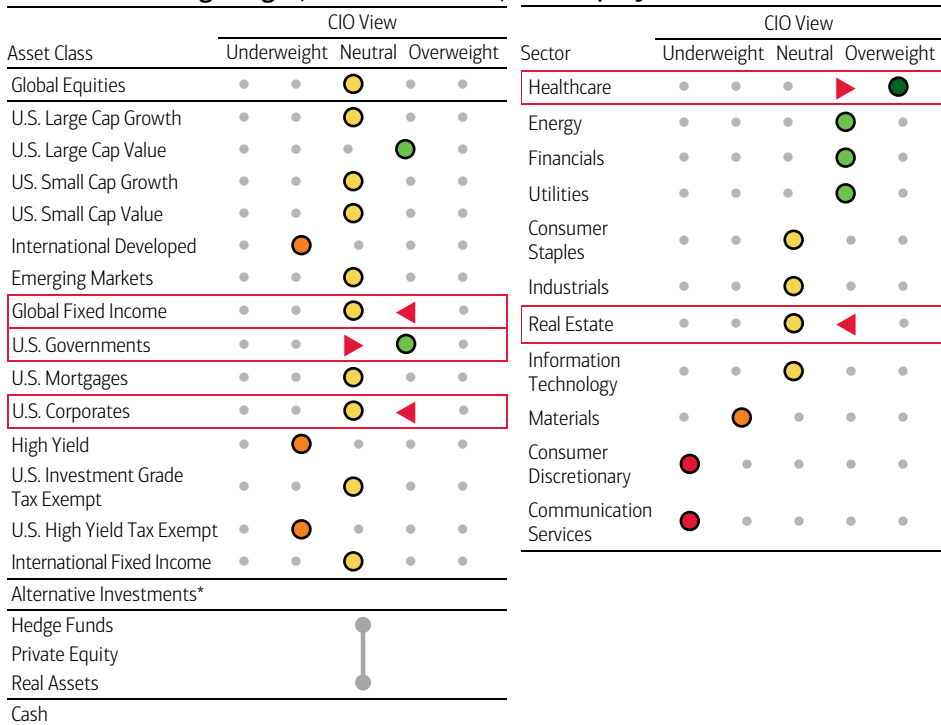 CIO View
Asset Class Underweight Neutral Overweight
Global Equities
U.S. Large Cap Growth
U.S. Large Cap Value
US. Small Cap Growth
US. Small Cap Value
International Developed
Emerging Markets
Global Fixed Income
U.S. Governments
U.S. Mortgages
U.S. Corporates
High Yield
U.S. Investment Grade
Tax Exempt
U.S. High Yield Tax Exempt
International Fixed Income
Alternative Investments*
Hedge Funds
Private Equity
Real Assets
Cash
CIO View
Sector Underweight Neutral Overweight
Healthcare
Energy
Financials
Utilities
Consumer
Staples
Industrials
Real Estate
Information
Technology
Materials
Consumer
Discretionary
Communication
Services